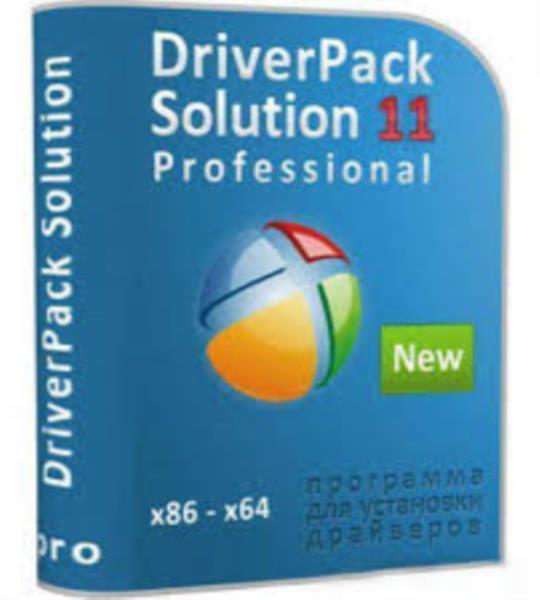 DriverPack
Solution 11
Professional
DriverPack Solution
New
x86 - x64
программа
для установки
драйверов
pro